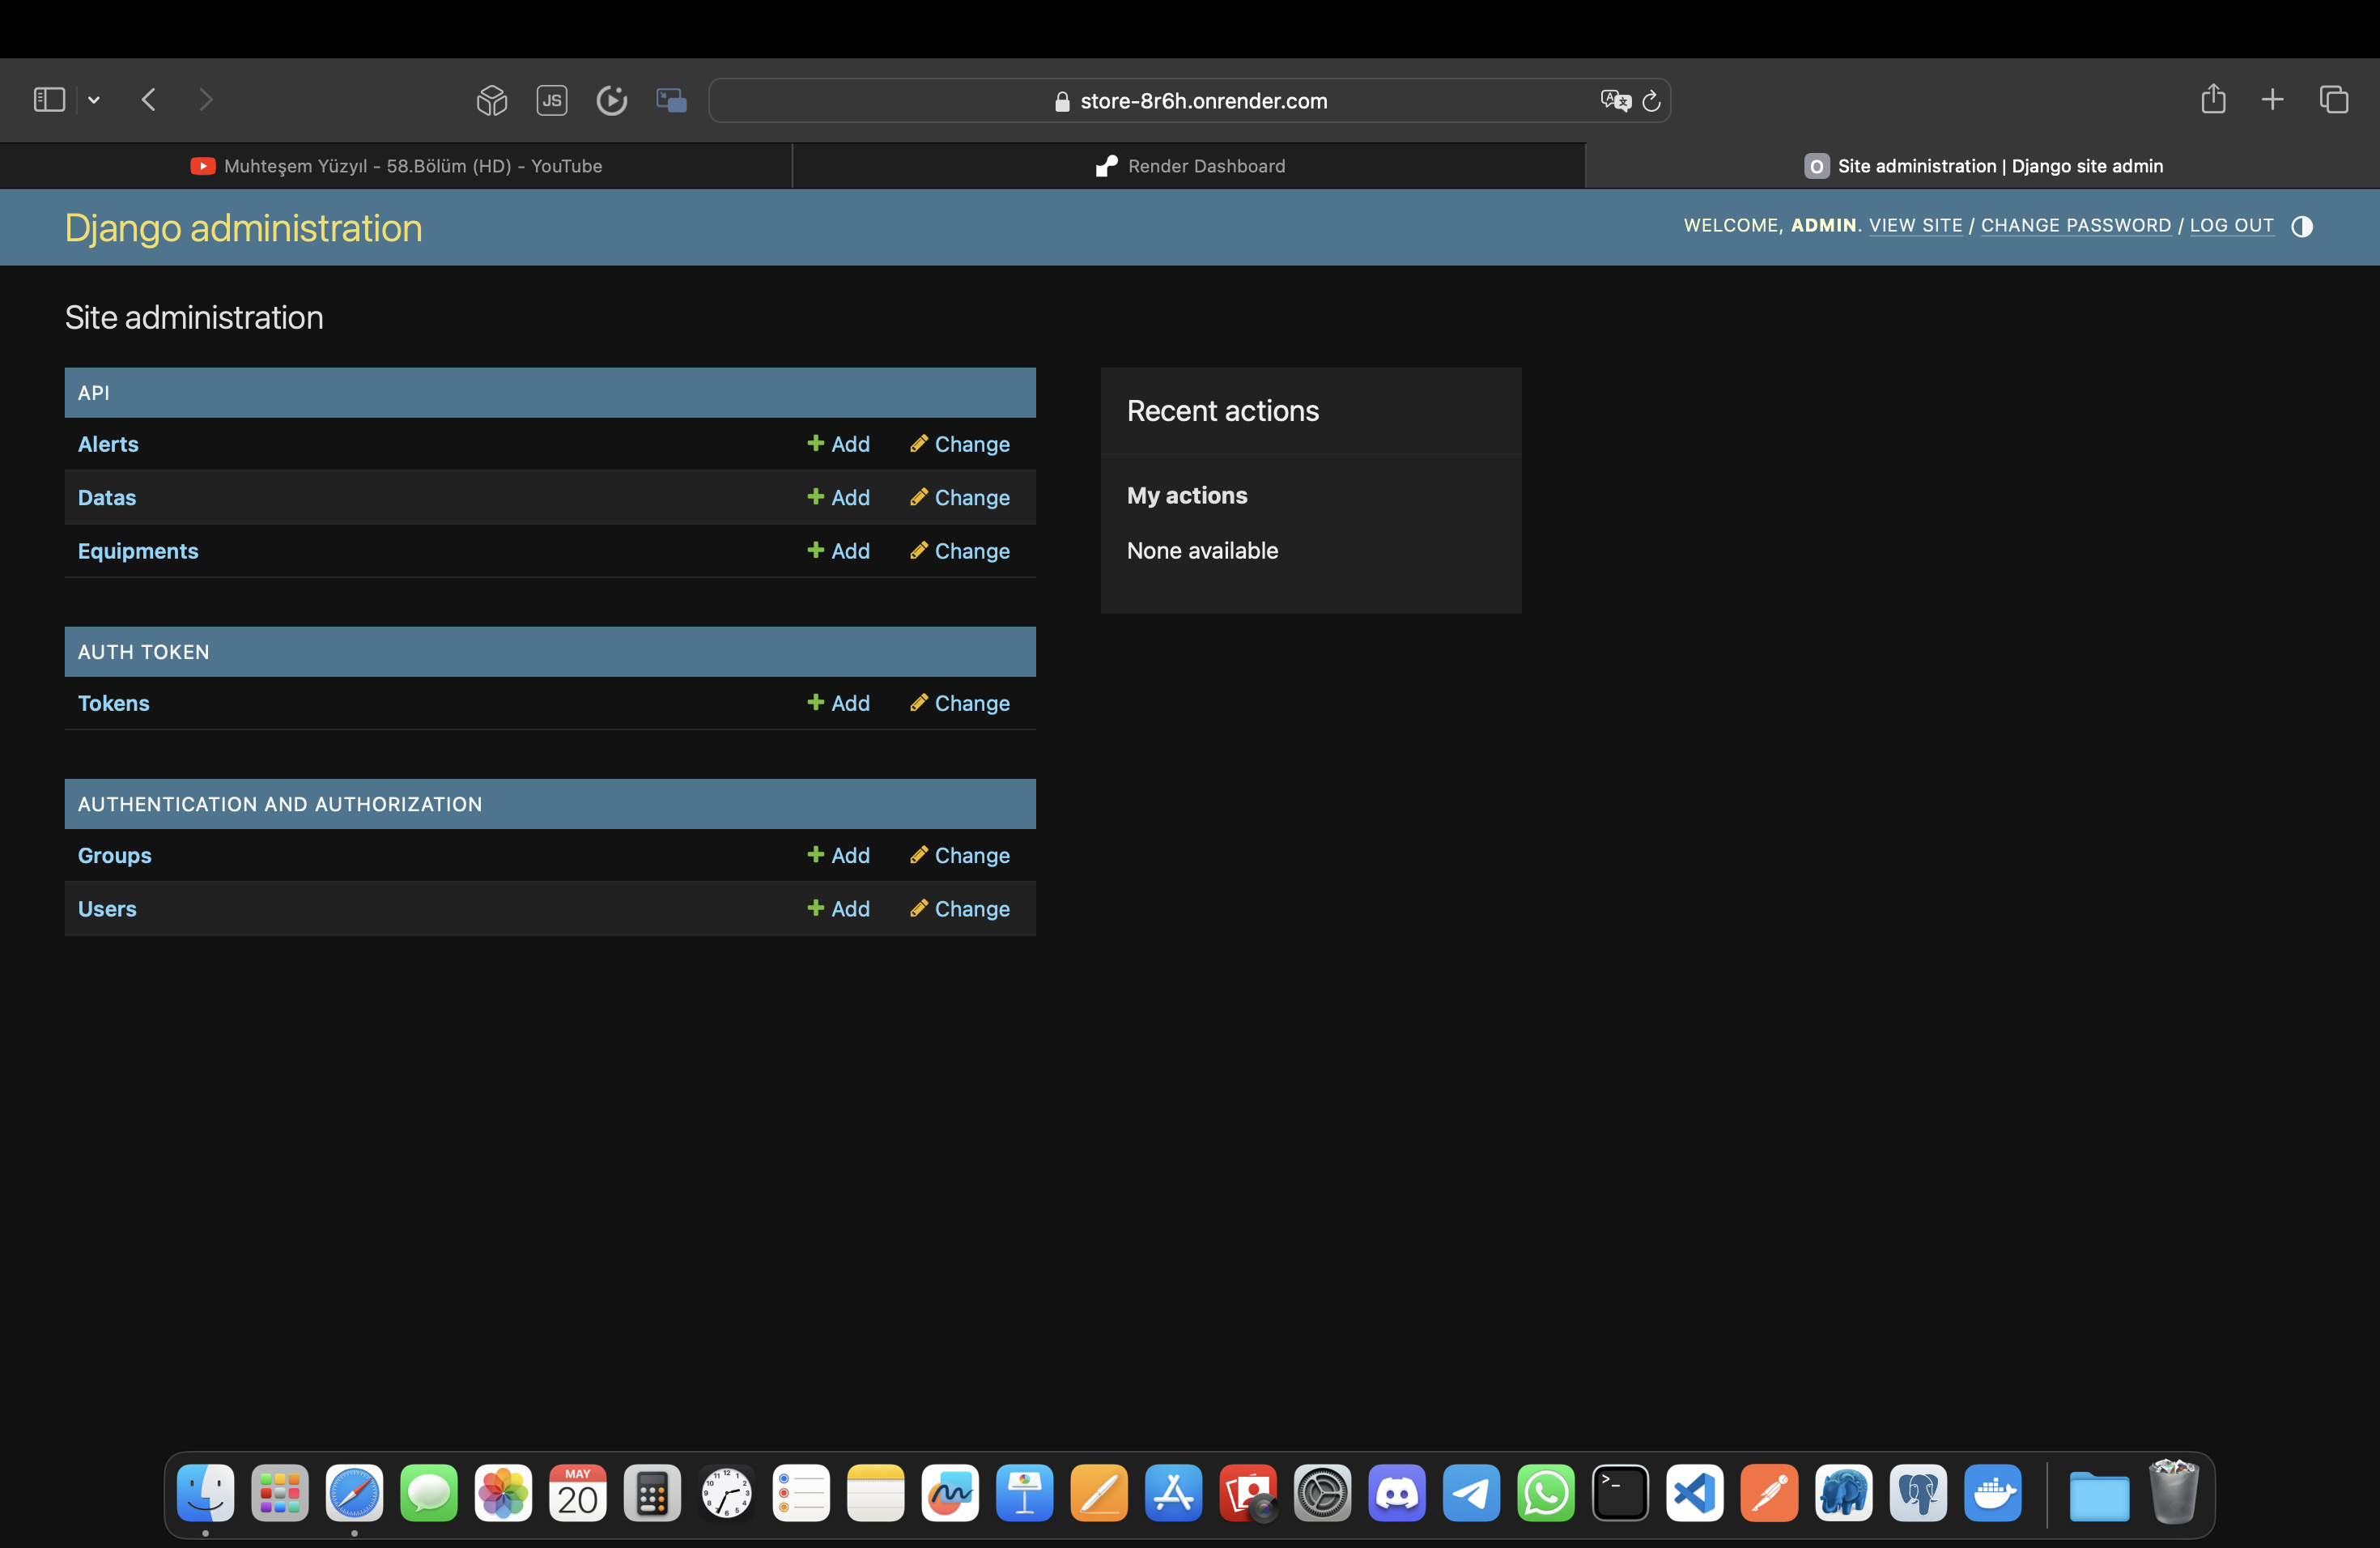 JS
store-8r6h.onrender.com
Muhteşem Yüzyıl - 58.Bölüm (HD) - YouTube
Render Dashboard
O Site administration | Django site admin
Django administration
WELCOME, ADMIN. VIEW SITE / CHANGE PASSWORD / LOG OUT
Site administration
API
Alerts Add Change
Datas Add Change
Equipments Add Change
AUTH TOKEN
Tokens Add Change
AUTHENTICATION AND AUTHORIZATION
Groups Add Change
Users Add Change
Recent actions
My actions
None available
MAY
20